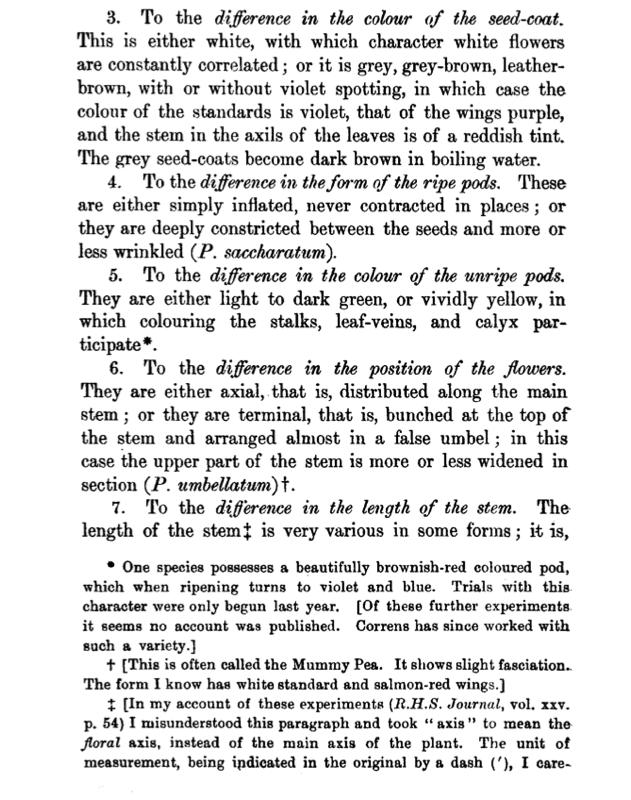 3. To the difference in the colour of the seed-coat.
This is either white, with which character white flowers
are constantly correlated; or it is grey, grey-brown, leather-
brown, with or without violet spotting, in which case the
colour of the standards is violet, that of the wings purple,
and the stem in the axils of the leaves is of a reddish tint.
The grey seed-coats become dark brown in boiling water.
4. To the difference in the form of the ripe pods. These
are either simply inflated, never contracted in places; or
they are deeply constricted between the seeds and more or
less wrinkled (P. saccharatum).
5. To the difference in the colour of the unripe pods.
They are either light to dark green, or vividly yellow, in
which colouring the stalks, leaf-veins, and calyx par-
ticipate*.
6. To the difference in the position of the flowers.
They are either axial, that is, distributed along the main
stem; or they are terminal, that is, bunched at the top of
the stem and arranged almost in a false umbel; in this
case the upper part of the stem is more or less widened in
section (P. umbellatum)†.
7. To the difference in the length of the stem. The
length of the stem‡ is very various in some forms; it is,
* One species possesses a beautifully brownish-red coloured pod,
which when ripening turns to violet and blue. Trials with this
character were only begun last year. [Of these further experiments
it seems no account was published. Correns has since worked with
such a variety.]
† [This is often called the Mummy Pea. It shows slight fasciation.
The form I know has white standard and salmon-red wings.]
‡ [In my account of these experiments (R.H.S. Journal, vol. xxv.
p. 54) I misunderstood this paragraph and took "axis" to mean the
floral axis, instead of the main axis of the plant. The unit of
measurement, being indicated in the original by a dash ('), I care-